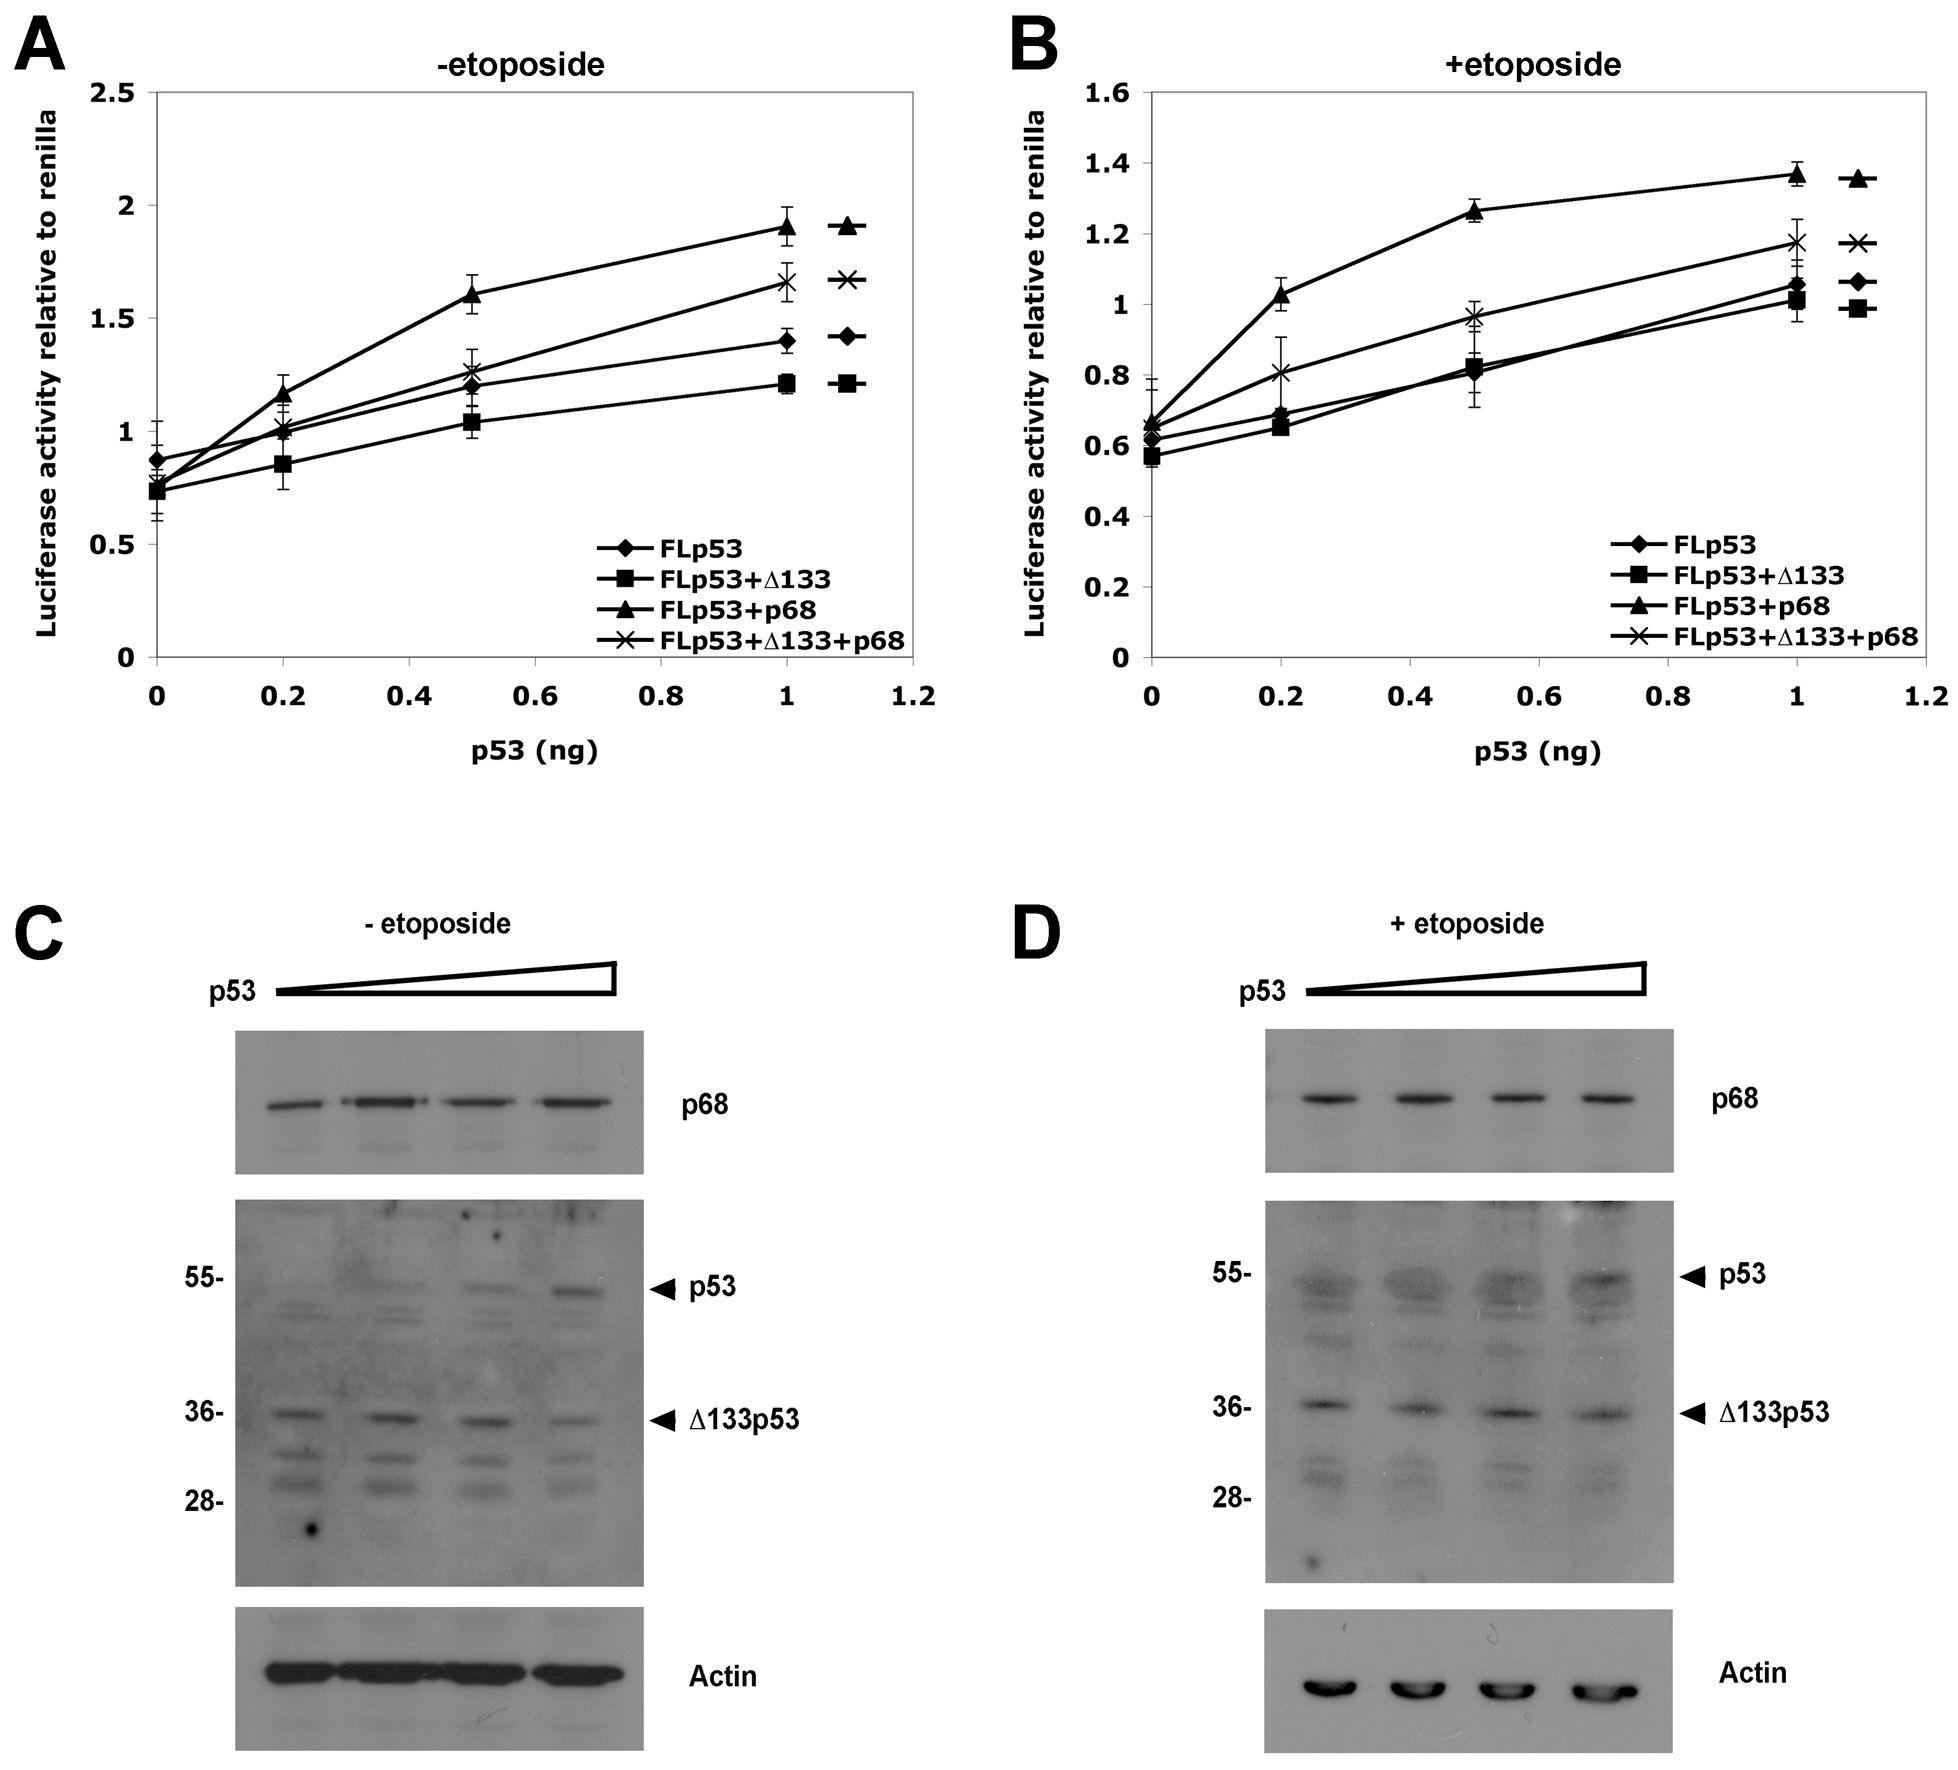 A
-etoposide
Luciferase activity relative to renilla
2.5
2
1.5
1
0.5
0
0 0.2 0.4 0.6 0.8 1 1.2
p53 (ng)
FLp53
FLp53+Δ133
FLp53+p68
FLp53+Δ133+p68
B
+etoposide
Luciferase activity relative to renilla
1.6
1.4
1.2
1
0.8
0.6
0.4
0.2
0
0 0.2 0.4 0.6 0.8 1 1.2
p53 (ng)
FLp53
FLp53+Δ133
FLp53+p68
FLp53+Δ133+p68
C
- etoposide
p53
p68
55-
p53
36-
Δ133p53
28-
Actin
D
+ etoposide
p53
p68
55-
p53
36-
Δ133p53
28-
Actin